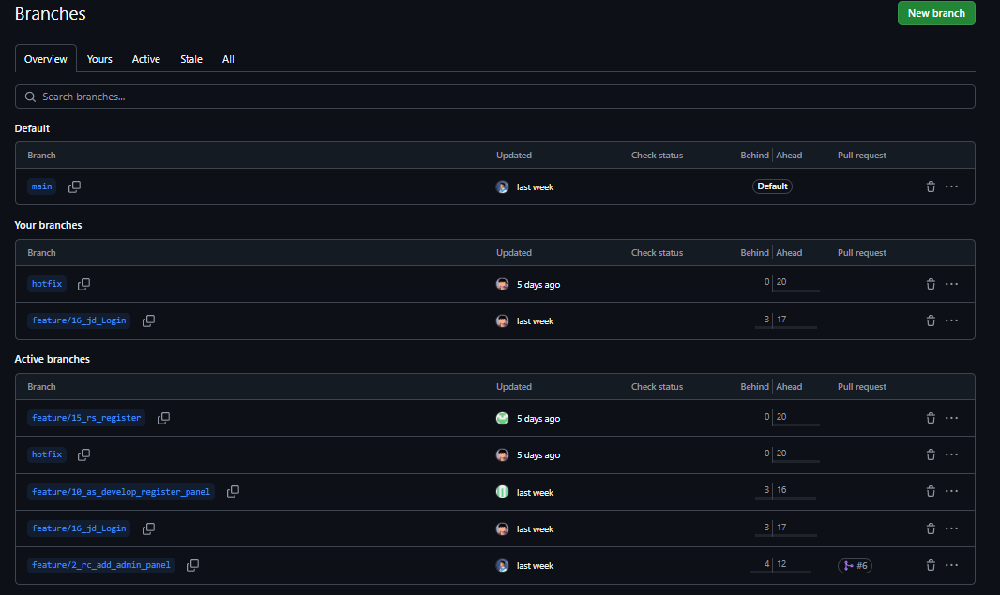 Branches
New branch
Overview Yours Active Stale All
Search branches...
Default
Branch Updated Check status Behind Ahead Pull request
main last week Default
Your branches
Branch Updated Check status Behind Ahead Pull request
hotfix 5 days ago 0 20
feature/16_jd_Login last week 3 17
Active branches
Branch Updated Check status Behind Ahead Pull request
feature/15_rs_register 5 days ago 0 20
hotfix 5 days ago 0 20
feature/10_as_develop_register_panel last week 3 16
feature/16_jd_Login last week 3 17
feature/2_rc_add_admin_panel last week 4 12 #6